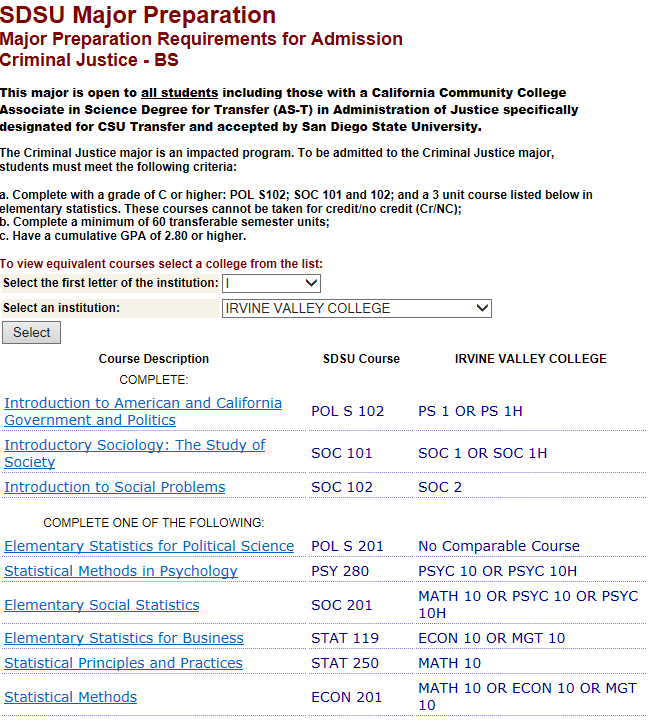 SDSU Major Preparation
Major Preparation Requirements for Admission
Criminal Justice - BS
This major is open to all students including those with a California Community College
Associate in Science Degree for Transfer (AS-T) in Administration of Justice specifically
designated for CSU Transfer and accepted by San Diego State University.
The Criminal Justice major is an impacted program. To be admitted to the Criminal Justice major,
students must meet the following criteria:
a. Complete with a grade of C or higher: POL S102; SOC 101 and 102; and a 3 unit course listed below in
elementary statistics. These courses cannot be taken for credit/no credit (Cr/NC);
b. Complete a minimum of 60 transferable semester units;
c. Have a cumulative GPA of 2.80 or higher.
To view equivalent courses select a college from the list:
Select the first letter of the institution: I
Select an institution: IRVINE VALLEY COLLEGE
Select
Course Description SDSU Course IRVINE VALLEY COLLEGE
COMPLETE:
Introduction to American and California
Government and Politics POL S 102 PS 1 OR PS 1H
Introductory Sociology: The Study of
Society SOC 101 SOC 1 OR SOC 1H
Introduction to Social Problems SOC 102 SOC 2
COMPLETE ONE OF THE FOLLOWING:
Elementary Statistics for Political Science POL S 201 No Comparable Course
Statistical Methods in Psychology PSY 280 PSYC 10 OR PSYC 10H
Elementary Social Statistics SOC 201 MATH 10 OR PSYC 10 OR PSYC
10H
Elementary Statistics for Business STAT 119 ECON 10 OR MGT 10
Statistical Principles and Practices STAT 250 MATH 10
Statistical Methods ECON 201 MATH 10 OR ECON 10 OR MGT
10